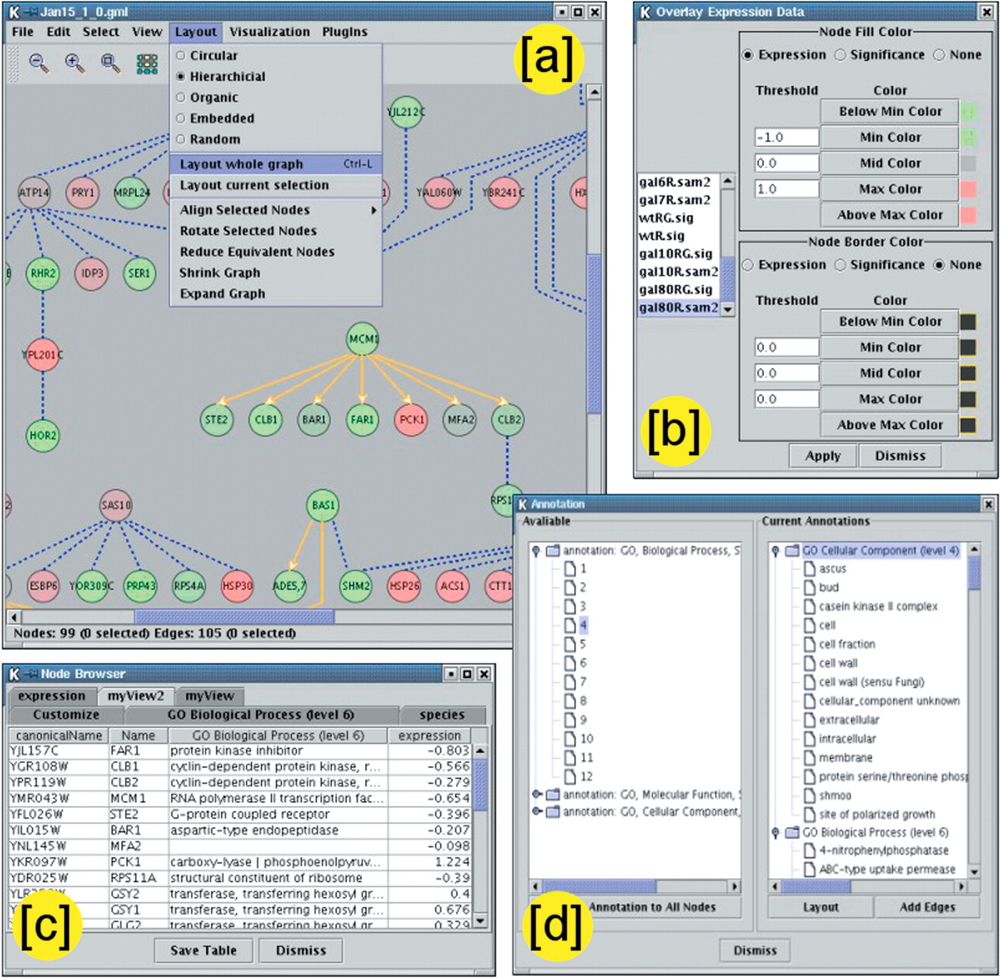 Jan15_1_0.gml
File Edit Select View Layout Visualization PlugIns
[a]
Circular
Hierarchicial
Organic
Embedded
Random
Layout whole graph Ctrl-L
Layout current selection
Align Selected Nodes
Rotate Selected Nodes
Reduce Equivalent Nodes
Shrink Graph
Expand Graph
YJL212C
ATP14 PRY1 MRPL24 YAL060W YBR241C HX
RHR2 IDP3 SER1
YPL201C
MCM1
STE2 CLB1 BAR1 FAR1 PCK1 MFA2 CLB2
HOR2
SAS10 BAS1 RPS1
ESBP6 YOR309C PRP43 RPS4A HSP30 ADE5,7 SHM2 HSP26 ACS1 CTT1
Nodes: 99 (0 selected) Edges: 105 (0 selected)
Overlay Expression Data
gal6R.sam2
gal7R.sam2
wtRG.sig
wtR.sig
gal10RG.sig
gal10R.sam2
gal80RG.sig
gal80R.sam2
[b]
Node Fill Color
Expression Significance None
Threshold Color
Below Min Color
-1.0 Min Color
0.0 Mid Color
1.0 Max Color
Above Max Color
Node Border Color
Expression Significance None
Threshold Color
Below Min Color
0.0 Min Color
0.0 Mid Color
0.0 Max Color
Above Max Color
Apply Dismiss
Node Browser
expression myView2 myView
Customize GO Biological Process (level 6) species
canonicalName Name GO Biological Process (level 6) expression
YJL157C FAR1 protein kinase inhibitor -0.803
YGR108W CLB1 cyclin-dependent protein kinase, r... -0.566
YPR119W CLB2 cyclin-dependent protein kinase, r... -0.279
YMR043W MCM1 RNA polymerase II transcription fac... -0.654
YFL026W STE2 G-protein coupled receptor -0.396
YIL015W BAR1 aspartic-type endopeptidase -0.207
YNL145W MFA2 -0.098
YKR097W PCK1 carboxy-lyase | phosphoenolpyruv... 1.224
YDR025W RPS11A structural constituent of ribosome -0.39
GSY2 transferase, transferring hexosyl gr... 0.4
GSY1 transferase, transferring hexosyl gr... 0.676
GLG2 transferase, transferring hexosyl gr... 0.329
[c]
Save Table Dismiss
Annotation
Avaliable
annotation: GO, Biological Process, S
1
2
3
4
5
6
7
8
9
10
11
12
annotation: GO, Molecular Function,
annotation: GO, Cellular Component,
Annotation to All Nodes
[d]
Current Annotations
GO Cellular Component (level 4)
ascus
bud
casein kinase II complex
cell
cell fraction
cell wall
cell wall (sensu Fungi)
cellular_component unknown
extracellular
intracellular
membrane
protein serine/threonine phosp
shmoo
site of polarized growth
GO Biological Process (level 6)
4-nitrophenylphosphatase
ABC-type uptake permease
Layout Add Edges
Dismiss